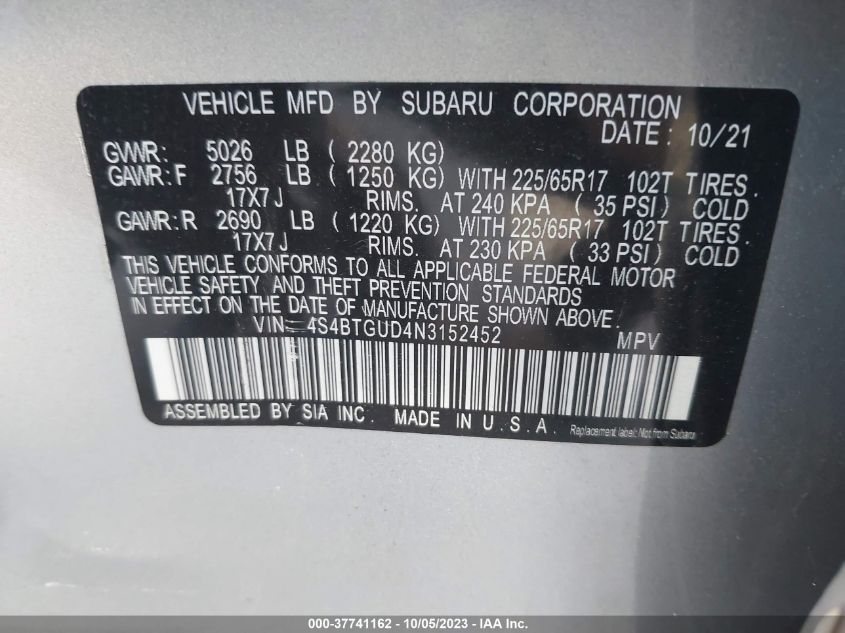 VEHICLE MFD BY SUBARU CORPORATION
DATE: 10/21
GVWR: 5026 LB ( 2280 KG)
GAWR: F 2756 LB ( 1250 KG) WITH 225/65R17 102T TIRES.
17X7J RIMS. AT 240 KPA ( 35 PSI) COLD
GAWR: R 2690 LB ( 1220 KG) WITH 225/65R17 102T TIRES.
17X7J RIMS. AT 230 KPA ( 33 PSI) COLD
THIS VEHICLE CONFORMS TO ALL APPLICABLE FEDERAL MOTOR
VEHICLE SAFETY AND THEFT PREVENTION STANDARDS
IN EFFECT ON THE DATE OF MANUFACTURE SHOWN ABOVE.
VIN 4S4BTGUD4N3152452 MPV
ASSEMBLED BY SIA INC. MADE IN U.S.A.
Replacement label: Not from Subaru
000-37741162 - 10/05/2023 - IAA Inc.